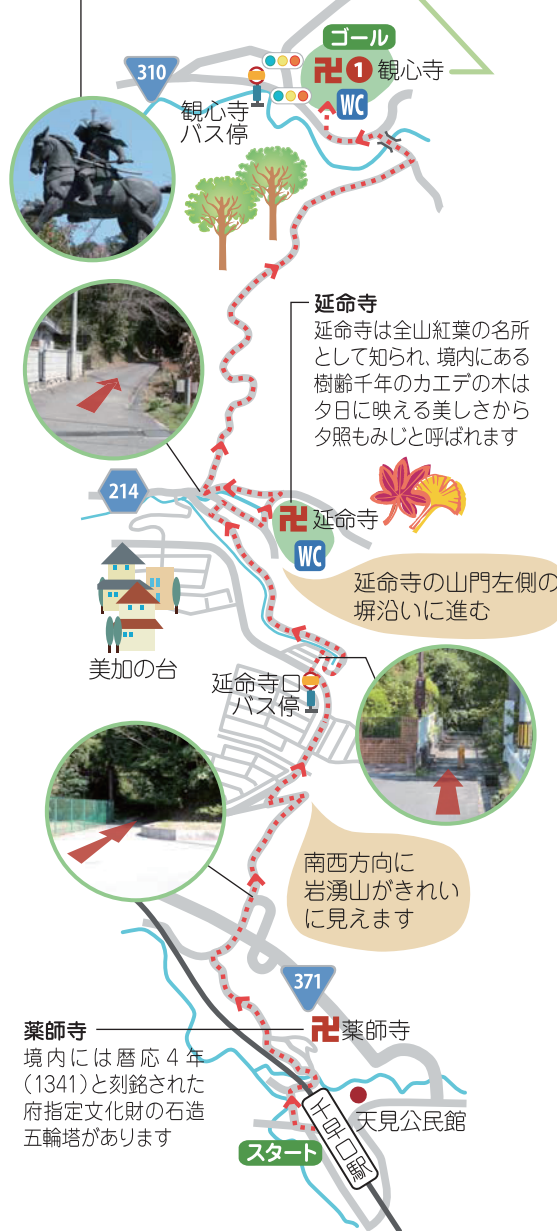 ゴール
310
卍 1 観心寺
観心寺
バス停
WC
延命寺
延命寺は全山紅葉の名所
として知られ、境内にある
樹齢千年のカエデの木は
夕日に映える美しさから
夕照もみじと呼ばれます
214
卍 延命寺
WC
延命寺の山門左側の
塀沿いに進む
美加の台
延命寺口
バス停
南西方向に
岩湧山がきれい
に見えます
371
卍 薬師寺
薬師寺
境内には暦応4年
(1341)と刻銘された
府指定文化財の石造
五輪塔があります
天見公民館
スタート
千早口駅